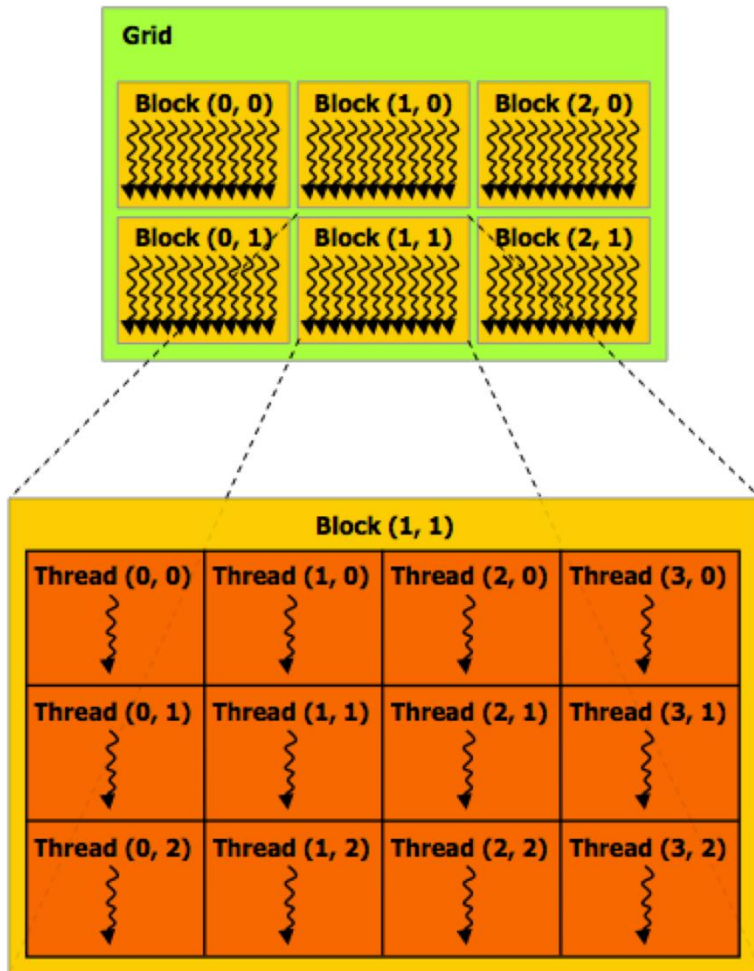 Grid
Block (0, 0) Block (1, 0) Block (2, 0)
Block (0, 1) Block (1, 1) Block (2, 1)
Block (1, 1)
Thread (0, 0) Thread (1, 0) Thread (2, 0) Thread (3, 0)
Thread (0, 1) Thread (1, 1) Thread (2, 1) Thread (3, 1)
Thread (0, 2) Thread (1, 2) Thread (2, 2) Thread (3, 2)